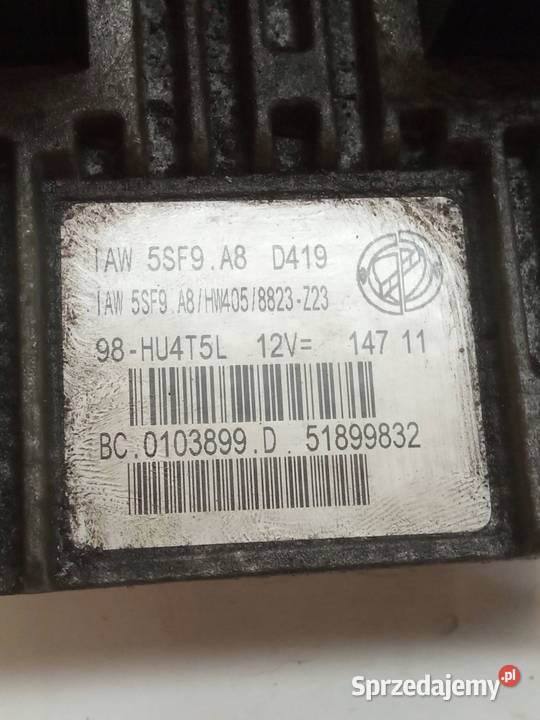 IAW 5SF9.A8 D419
IAW 5SF9.A8/HW405/8823-Z23
98-HU4T5L 12V= 147 11
BC.0103899.D. 51899832
Sprzedajemy.pl